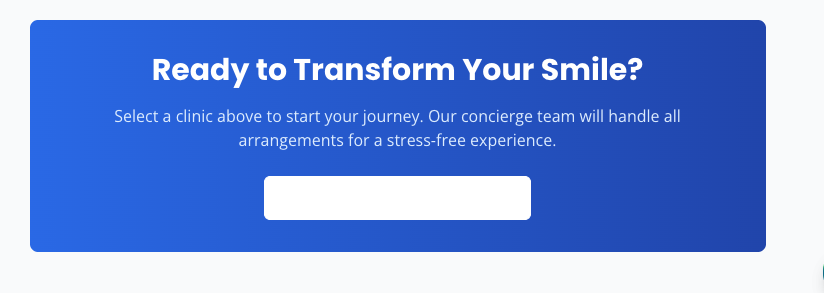 Ready to Transform Your Smile?
Select a clinic above to start your journey. Our concierge team will handle all
arrangements for a stress-free experience.